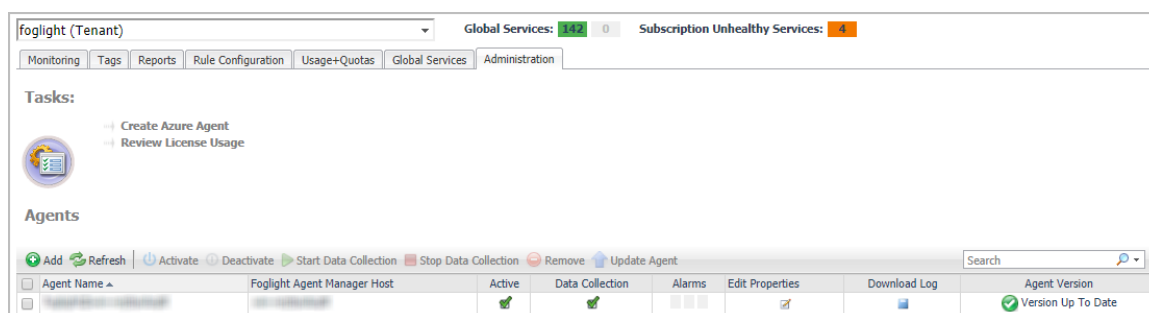 foglight (Tenant) Global Services: 142 0 Subscription Unhealthy Services: 4
Monitoring Tags Reports Rule Configuration Usage+Quotas Global Services Administration
Tasks:
Create Azure Agent
Review License Usage
Agents
Add Refresh Activate Deactivate Start Data Collection Stop Data Collection Remove Update Agent Search
Agent Name Foglight Agent Manager Host Active Data Collection Alarms Edit Properties Download Log Agent Version
Version Up To Date